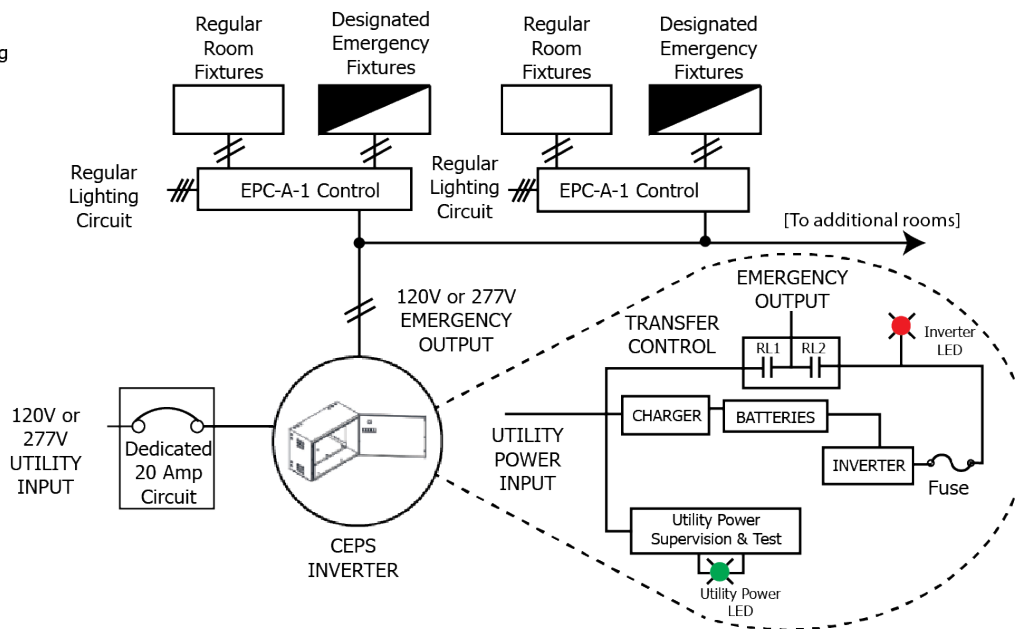 g
Regular
Room
Fixtures
Designated
Emergency
Fixtures
Regular
Room
Fixtures
Designated
Emergency
Fixtures
Regular
Lighting
Circuit
EPC-A-1 Control
Regular
Lighting
Circuit
EPC-A-1 Control
[To additional rooms]
120V or 277V
EMERGENCY
OUTPUT
120V or
277V
UTILITY
INPUT
Dedicated
20 Amp
Circuit
CEPS
INVERTER
EMERGENCY
OUTPUT
TRANSFER
CONTROL
RL1
RL2
Inverter
LED
UTILITY
POWER
INPUT
CHARGER
BATTERIES
INVERTER
Fuse
Utility Power
Supervision & Test
Utility Power
LED